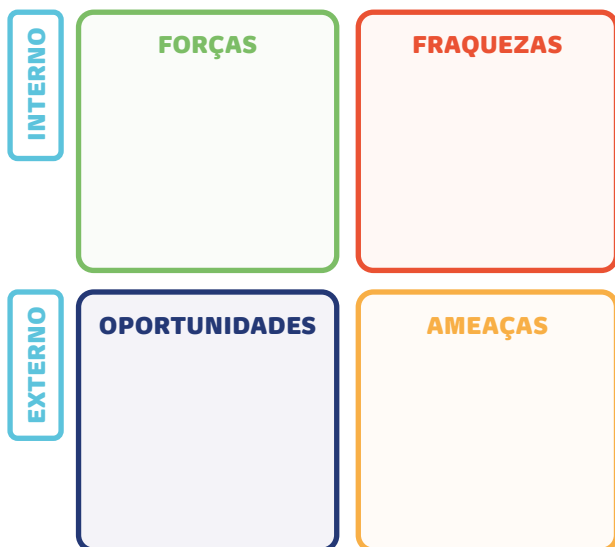 INTERNO
FORÇAS
FRAQUEZAS
EXTERNO
OPORTUNIDADES
AMEAÇAS